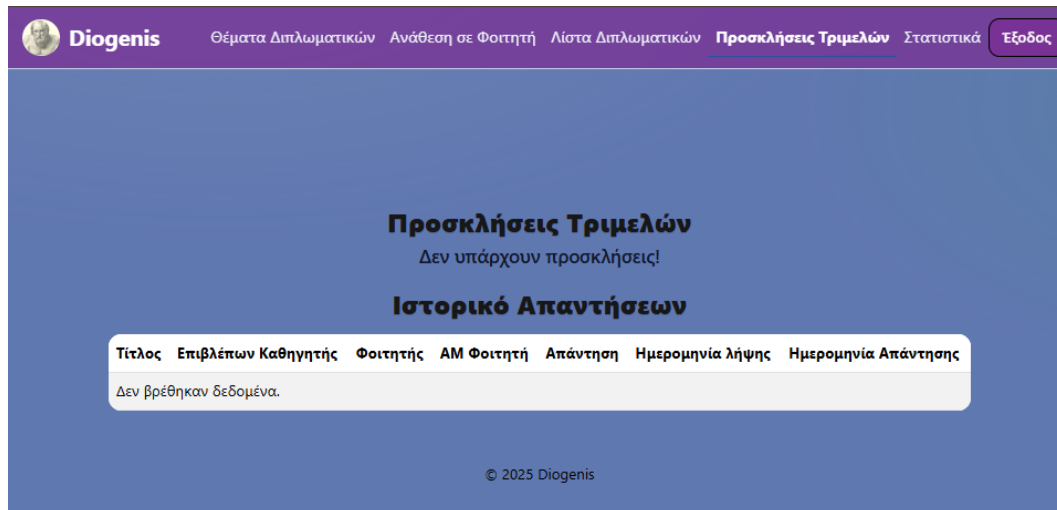 Diogenis Θέματα Διπλωματικών Ανάθεση σε Φοιτητή Λίστα Διπλωματικών Προσκλήσεις Τριμελών Στατιστικά Έξοδος
Προσκλήσεις Τριμελών
Δεν υπάρχουν προσκλήσεις!
Ιστορικό Απαντήσεων
Τίτλος Επιβλέπων Καθηγητής Φοιτητής ΑΜ Φοιτητή Απάντηση Ημερομηνία λήψης Ημερομηνία Απάντησης
Δεν βρέθηκαν δεδομένα.
© 2025 Diogenis